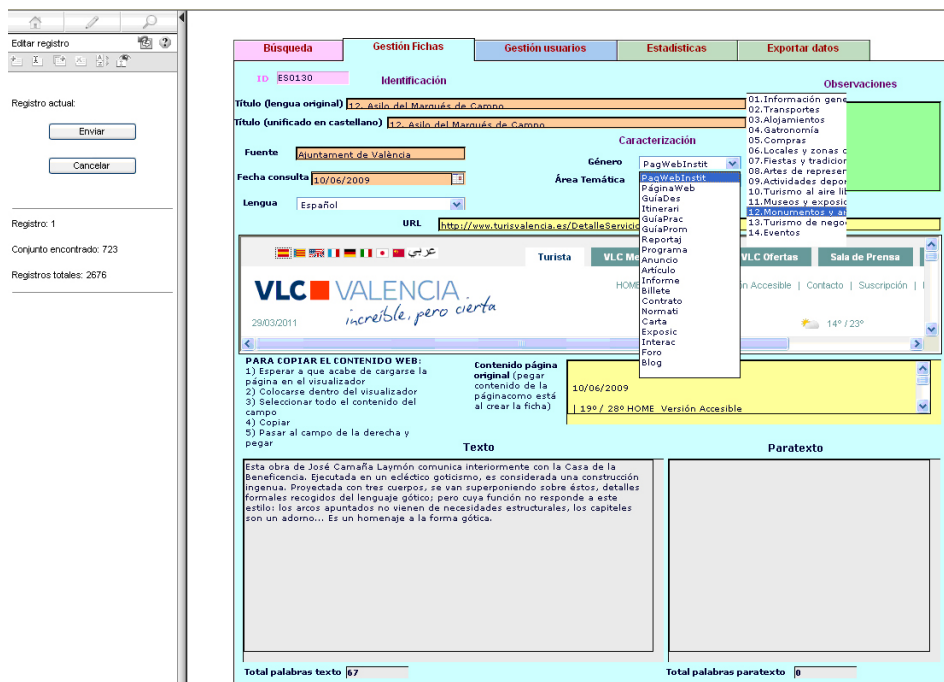 Editar registro
Registro actual:
Enviar
Cancelar
Registro: 1
Conjunto encontrado: 723
Registros totales: 2676
Búsqueda
Gestión Fichas
Gestión usuarios
Estadísticas
Exportar datos
ID ES0130
Identificación
Observaciones
Título (lengua original) 12. Asilo del Marqués de Campo
Título (unificado en castellano) 12. Asilo del Marqués de Campo
Caracterización
Fuente Ajuntament de València
Género PagWebInstit
Fecha consulta 10/06/2009
Área Temática
Lengua Español
01.Información gene
02.Transportes
03.Alojamientos
04.Gatronomía
05.Compras
06.Locales y zonas
07.Fiestas y tradicion
08.Artes de represer
09.Actividades depor
10.Turismo al aire lil
11.Museos y exposic
12.Monumentos y ar
13.Turismo de nego
14.Eventos
PagWebInstit
PáginaWeb
GuíaDes
Itinerari
GuíaPrac
GuíaProm
Reportaj
Programa
Anuncio
Artículo
Informe
Billete
Contrato
Normati
Carta
Exposic
Interac
Foro
Blog
URL http://www.turisvalencia.es/DetalleServicio
عربي
Turista
VLC Me
VLC Ofertas
Sala de Prensa
HOM
n Accesible | Contacto | Suscripción |
VLC VALENCIA
increíble, pero cierta
29/03/2011
14º / 23º
PARA COPIAR EL CONTENIDO WEB:
1) Esperar a que acabe de cargarse la
página en el visualizador
2) Colocarse dentro del visualizador
3) Seleccionar todo el contenido del
campo
4) Copiar
5) Pasar al campo de la derecha y
pegar
Contenido página
original (pegar
contenido de la
páginacomo está
al crear la ficha)
10/06/2009
| 19º / 28º HOME Versión Accesible
Texto
Paratexto
Esta obra de José Camaña Laymón comunica interiormente con la Casa de la
Beneficencia. Ejecutada en un ecléctico goticismo, es considerada una construcción
ingenua. Proyectada con tres cuerpos, se van superponiendo sobre éstos, detalles
formales recogidos del lenguaje gótico; pero cuya función no responde a este
estilo: los arcos apuntados no vienen de necesidades estructurales, los capiteles
son un adorno... Es un homenaje a la forma gótica.
Total palabras texto 67
Total palabras paratexto 0